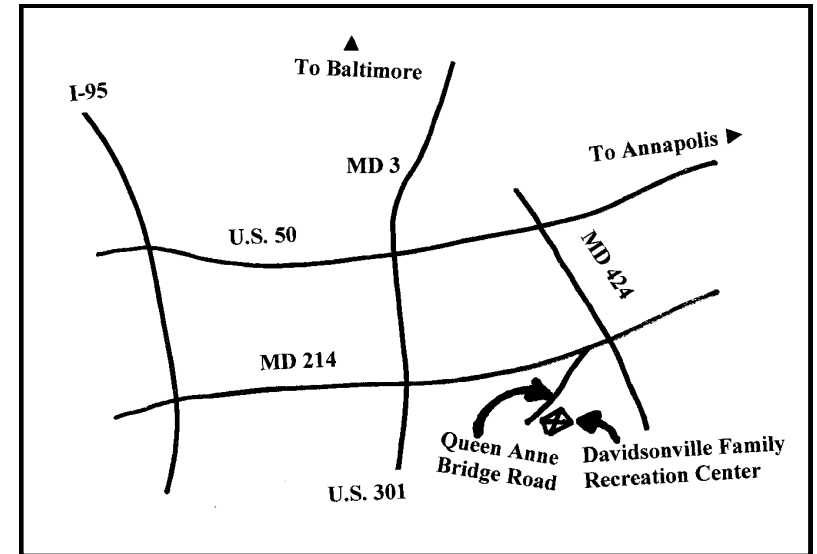 To Baltimore
I-95
To Annapolis
MD 3
U.S. 50
MD 424
MD 214
Queen Anne
Bridge Road
Davidsonville Family
Recreation Center
U.S. 301